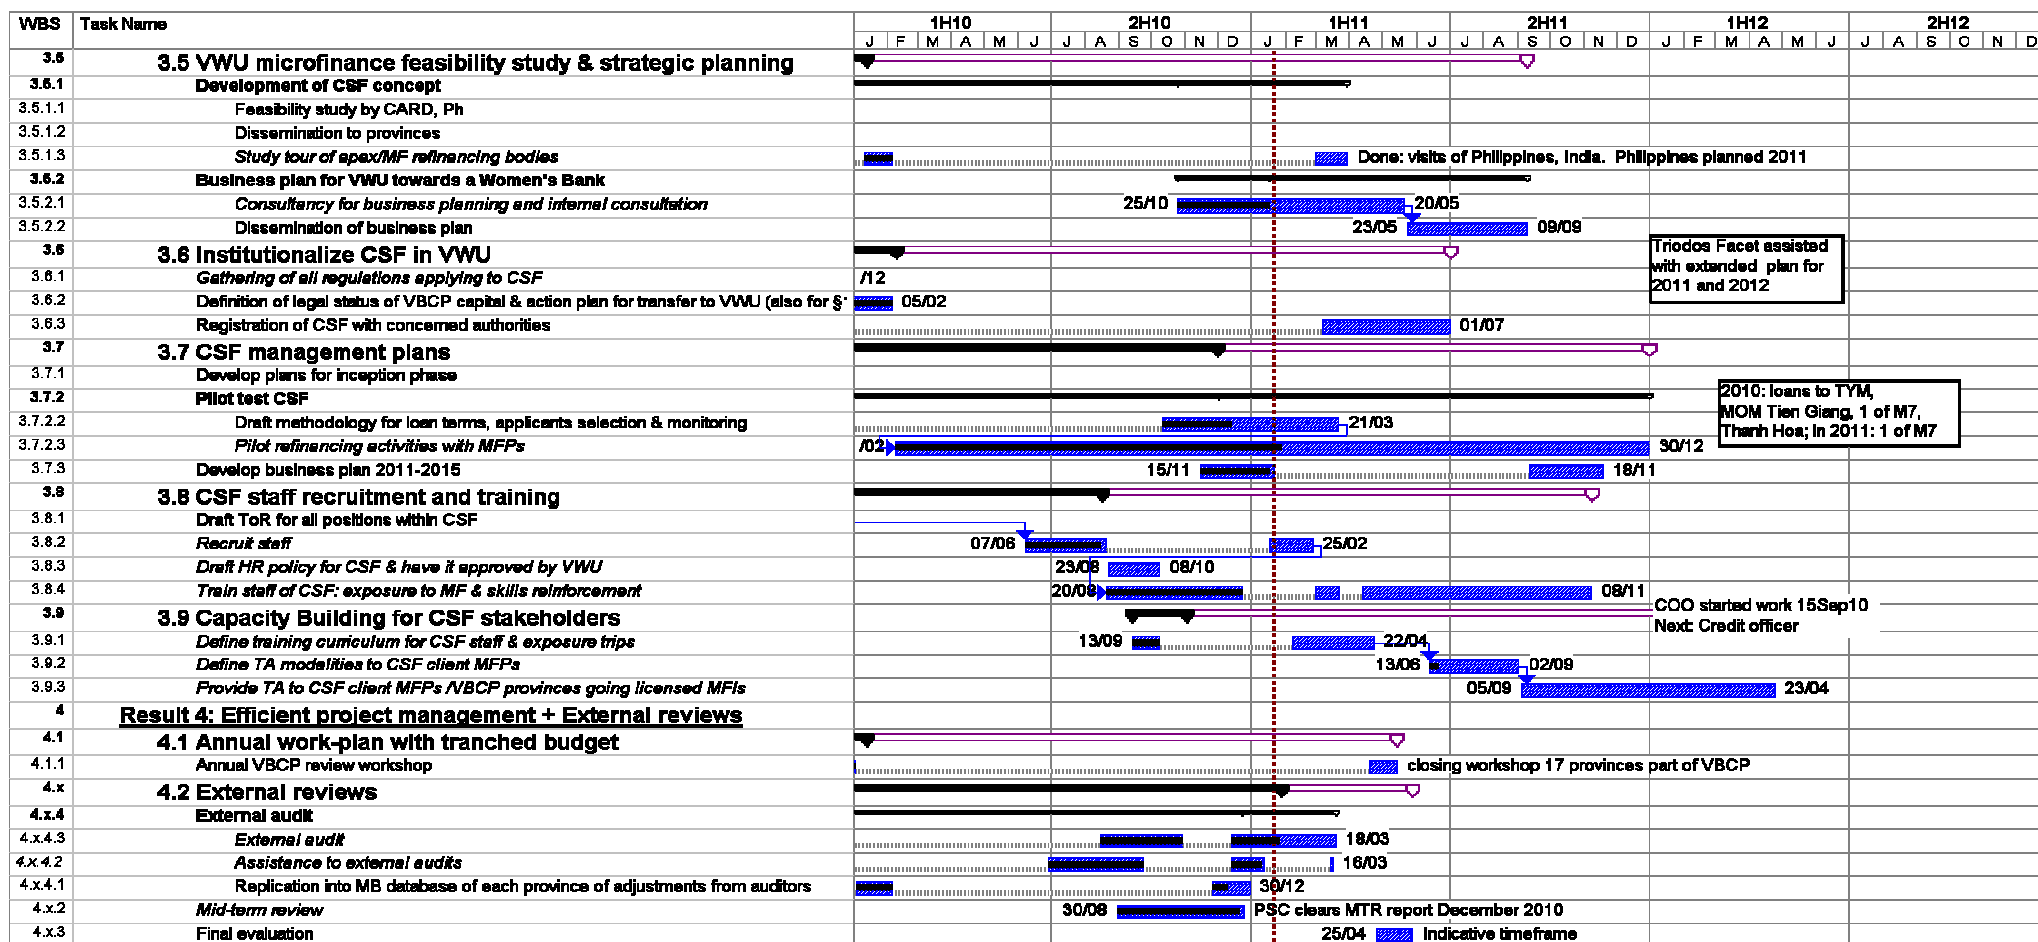 WBS Task Name 1H10 2H10 1H11 2H11 1H12 2H12
J F M A M J J A S O N D J F M A M J J A S O N D J F M A M J J A S O N D
3.5 3.5 VWU microfinance feasibility study & strategic planning
3.5.1 Development of CSF concept
3.5.1.1 Feasibility study by CARD, Ph
3.5.1.2 Dissemination to provinces
3.5.1.3 Study tour of apex/MF refinancing bodies Done: visits of Philippines, India. Philippines planned 2011
3.5.2 Business plan for VWU towards a Women's Bank
3.5.2.1 Consultancy for business planning and internal consultation 25/10 20/05
3.5.2.2 Dissemination of business plan 23/05 09/09
3.6 3.6 Institutionalize CSF in VWU
Triodos Facet assisted
with extended plan for
2011 and 2012
3.6.1 Gathering of all regulations applying to CSF /12
3.6.2 Definition of legal status of VBCP capital & action plan for transfer to VWU (also for § 05/02
3.6.3 Registration of CSF with concerned authorities 01/07
3.7 3.7 CSF management plans
3.7.1 Develop plans for inception phase
3.7.2 Pilot test CSF
2010: loans to TYM,
MOM Tien Giang, 1 of M7,
Thanh Hoa; in 2011: 1 of M7
3.7.2.2 Draft methodology for loan terms, applicants selection & monitoring 21/03
3.7.2.3 Pilot refinancing activities with MFPs /02 30/12
3.7.3 Develop business plan 2011-2015 15/11 18/11
3.8 3.8 CSF staff recruitment and training
3.8.1 Draft ToR for all positions within CSF
3.8.2 Recruit staff 07/06 25/02
3.8.3 Draft HR policy for CSF & have it approved by VWU 23/08 08/10
3.8.4 Train staff of CSF: exposure to MF & skills reinforcement 20/08 08/11
3.9 3.9 Capacity Building for CSF stakeholders
COO started work 15Sep10
Next: Credit officer
3.9.1 Define training curriculum for CSF staff & exposure trips 13/09 22/04
3.9.2 Define TA modalities to CSF client MFPs 13/06 02/09
3.9.3 Provide TA to CSF client MFPs /VBCP provinces going licensed MFIs 05/09 23/04
4 Result 4: Efficient project management + External reviews
4.1 4.1 Annual work-plan with tranched budget
4.1.1 Annual VBCP review workshop closing workshop 17 provinces part of VBCP
4.x 4.2 External reviews
4.x.4 External audit
4.x.4.3 External audit 18/03
4.x.4.2 Assistance to external audits 16/03
4.x.4.1 Replication into MB database of each province of adjustments from auditors 30/12
4.x.2 Mid-term review 30/08 PSC clears MTR report December 2010
4.x.3 Final evaluation 25/04 Indicative timeframe